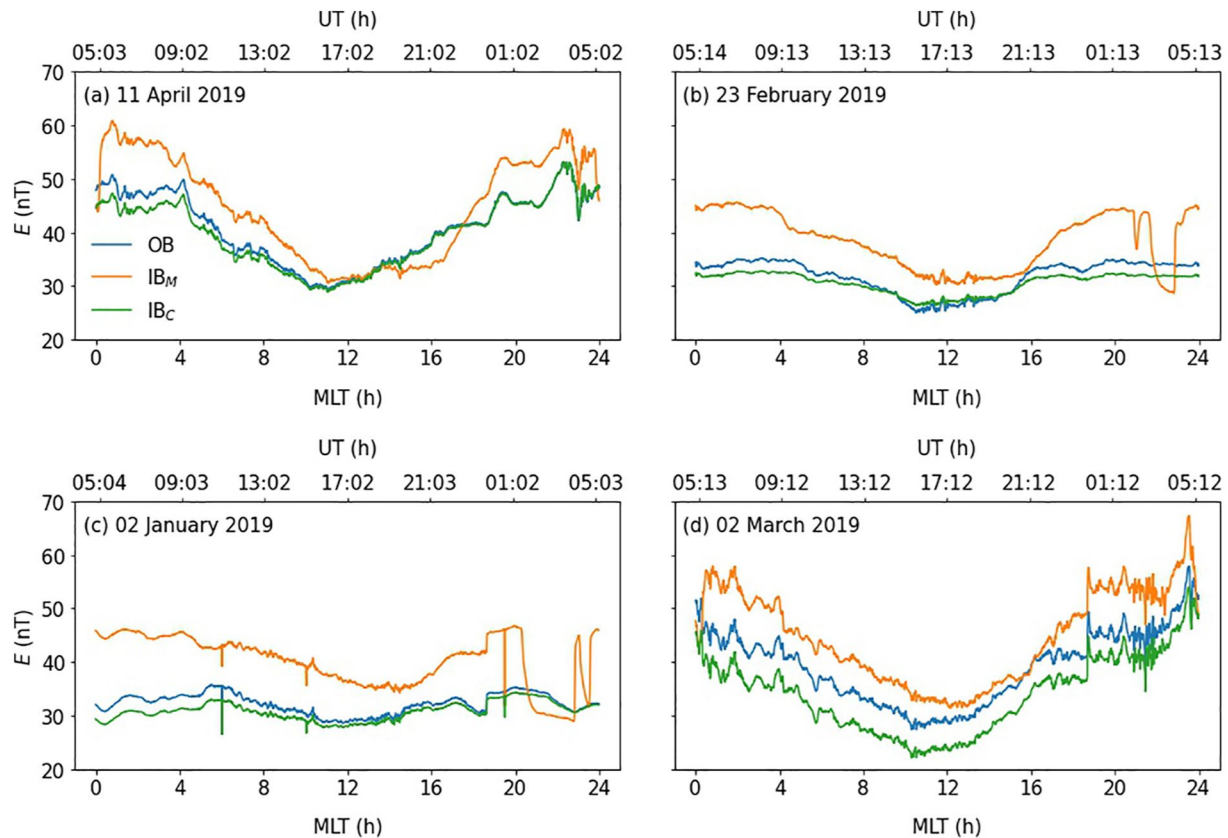 UT (h)
05:03 09:02 13:02 17:02 21:02 01:02 05:02
70
60
50
40
30
20
E (nT)
(a) 11 April 2019
OB
IBM
IBC
0 4 8 12 16 20 24
MLT (h)
UT (h)
05:14 09:13 13:13 17:13 21:13 01:13 05:13
(b) 23 February 2019
0 4 8 12 16 20 24
MLT (h)
UT (h)
05:04 09:03 13:02 17:02 21:03 01:02 05:03
70
60
50
40
30
20
E (nT)
(c) 02 January 2019
0 4 8 12 16 20 24
MLT (h)
UT (h)
05:13 09:12 13:12 17:12 21:12 01:12 05:12
(d) 02 March 2019
0 4 8 12 16 20 24
MLT (h)